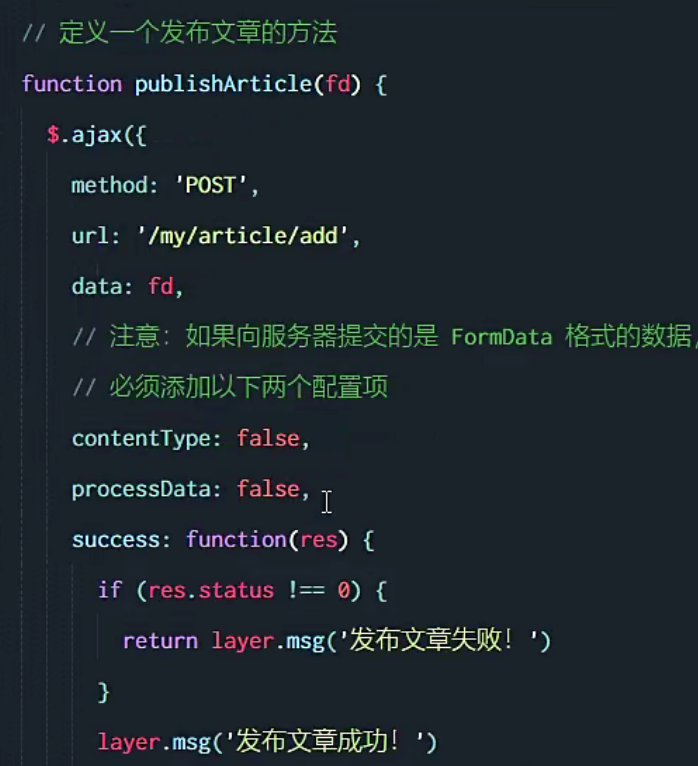 // 定义一个发布文章的方法
function publishArticle(fd) {
$.ajax({
method: 'POST',
url: '/my/article/add',
data: fd,
// 注意：如果向服务器提交的是 FormData 格式的数据，
// 必须添加以下两个配置项
contentType: false,
processData: false,
success: function(res) {
if (res.status !== 0) {
return layer.msg('发布文章失败！')
}
layer.msg('发布文章成功！')